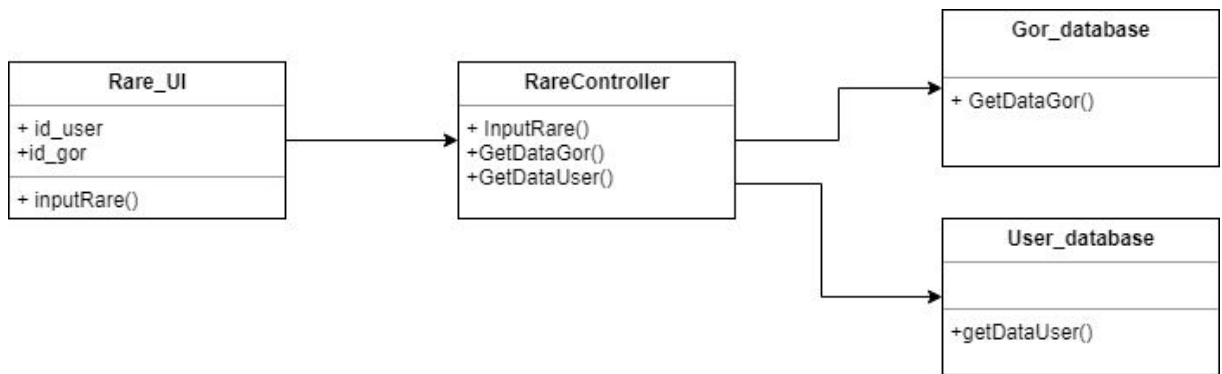 Rare_UI
+ id_user
+id_gor
+ inputRare()
RareController
+ InputRare()
+GetDataGor()
+GetDataUser()
Gor_database
+ GetDataGor()
User_database
+getDataUser()